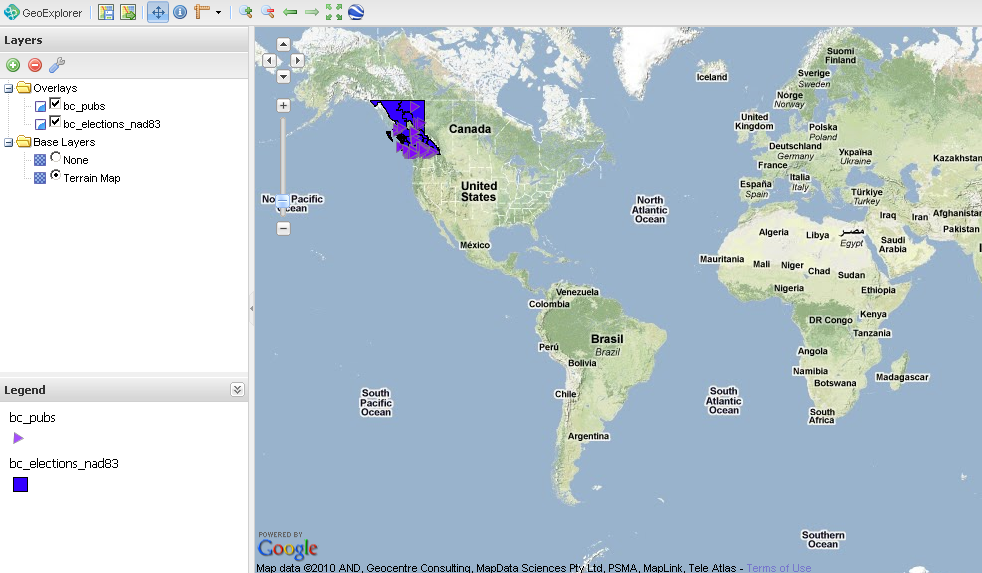 GeoExplorer
Layers
Overlays
bc_pubs
bc_elections_nad83
Base Layers
None
Terrain Map
Legend
bc_pubs
bc_elections_nad83
Suomi
Finland
Iceland
Sverige
Sweden
Norge
Norway
Canada
United
Kingdom
Polska
Poland
Deutschland
Germany
Україна
Ukraine
Kazakhstan
France
Italia
Italy
España
Spain
Türkiye
Turkey
United
States
North
Atlantic
Ocean
Iraq
Iran
Afghanistan
Pakistan
Algeria
Libya
مصر
Egypt
Saudi
Arabia
México
Mauritania
Mali
Niger
Chad
Sudan
Nigeria
Ethiopia
Venezuela
Colombia
DR Congo
Kenya
Tanzania
Perú
Brasil
Brazil
Bolivia
Angola
Namibia
Botswana
Madagascar
Chile
South
Pacific
Ocean
South
Atlantic
Ocean
South
Africa
Argentina
Southern
Ocean
POWERED BY
Google
Map data ©2010 AND, Geocentre Consulting, MapData Sciences Pty Ltd, PSMA, MapLink, Tele Atlas - Terms of Use